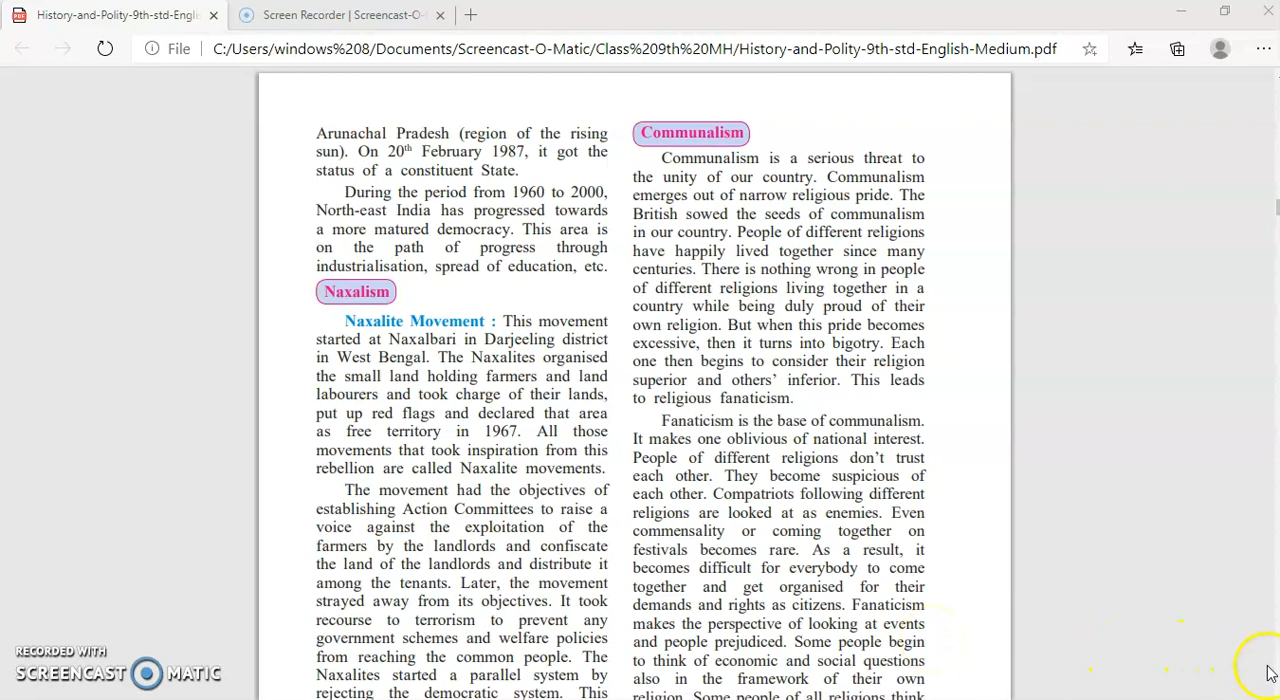 History-and-Polity-9th-std-Engli
Screen Recorder | Screencast-O-
File
C:/Users/windows%208/Documents/Screencast-O-Matic/Class%209th%20MH/History-and-Polity-9th-std-English-Medium.pdf
Arunachal Pradesh (region of the rising
sun). On 20th February 1987, it got the
status of a constituent State.
During the period from 1960 to 2000,
North-east India has progressed towards
a more matured democracy. This area is
on the path of progress through
industrialisation, spread of education, etc.
Naxalism
Naxalite Movement : This movement
started at Naxalbari in Darjeeling district
in West Bengal. The Naxalites organised
the small land holding farmers and land
labourers and took charge of their lands,
put up red flags and declared that area
as free territory in 1967. All those
movements that took inspiration from this
rebellion are called Naxalite movements.
The movement had the objectives of
establishing Action Committees to raise a
voice against the exploitation of the
farmers by the landlords and confiscate
the land of the landlords and distribute it
among the tenants. Later, the movement
strayed away from its objectives. It took
recourse to terrorism to prevent any
government schemes and welfare policies
from reaching the common people. The
Naxalites started a parallel system by
rejecting the democratic system. This
Communalism
Communalism is a serious threat to
the unity of our country. Communalism
emerges out of narrow religious pride. The
British sowed the seeds of communalism
in our country. People of different religions
have happily lived together since many
centuries. There is nothing wrong in people
of different religions living together in a
country while being duly proud of their
own religion. But when this pride becomes
excessive, then it turns into bigotry. Each
one then begins to consider their religion
superior and others' inferior. This leads
to religious fanaticism.
Fanaticism is the base of communalism.
It makes one oblivious of national interest.
People of different religions don't trust
each other. They become suspicious of
each other. Compatriots following different
religions are looked at as enemies. Even
commensality or coming together on
festivals becomes rare. As a result, it
becomes difficult for everybody to come
together and get organised for their
demands and rights as citizens. Fanaticism
makes the perspective of looking at events
and people prejudiced. Some people begin
to think of economic and social questions
also in the framework of their own
religion. Some people of all religions think
RECORDED WITH
SCREENCAST MATIC